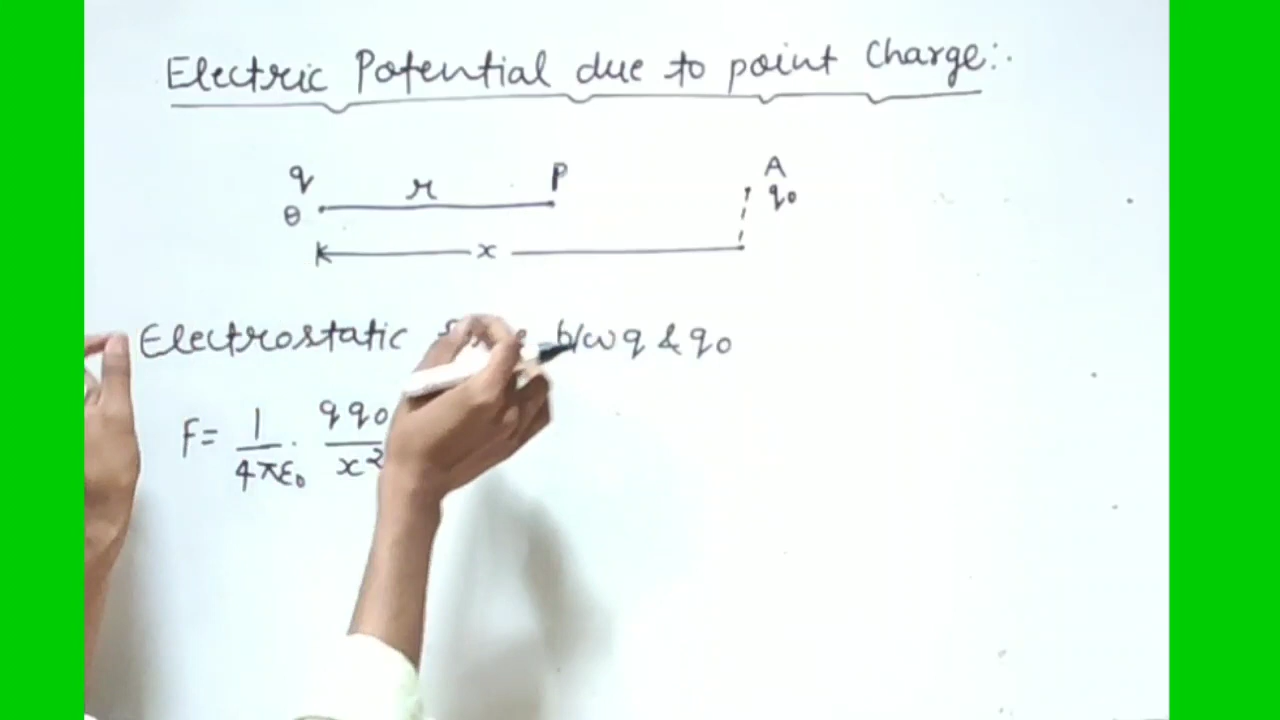 Electric Potential due to point Charge:.
q r P A
θ q₀
x
Electrostatic b/w q & q₀
F = 1/4πε₀ . qq₀/x²